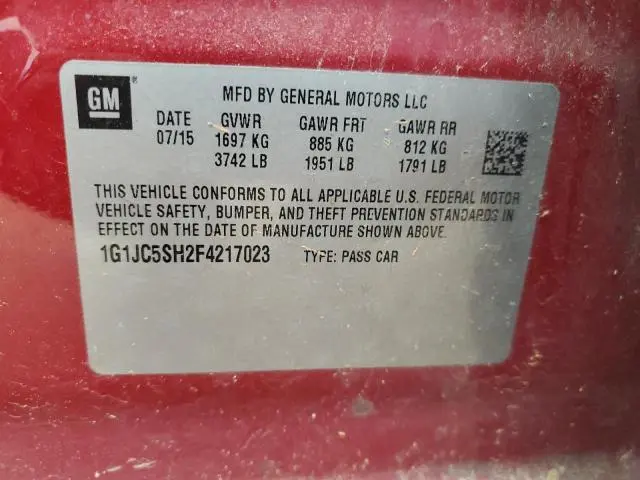 GM ®
MFD BY GENERAL MOTORS LLC
DATE GVWR GAWR FRT GAWR RR
07/15 1697 KG 885 KG 812 KG
3742 LB 1951 LB 1791 LB
THIS VEHICLE CONFORMS TO ALL APPLICABLE U.S. FEDERAL MOTOR
VEHICLE SAFETY, BUMPER, AND THEFT PREVENTION STANDARDS IN
EFFECT ON THE DATE OF MANUFACTURE SHOWN ABOVE.
1G1JC5SH2F4217023 TYPE: PASS CAR